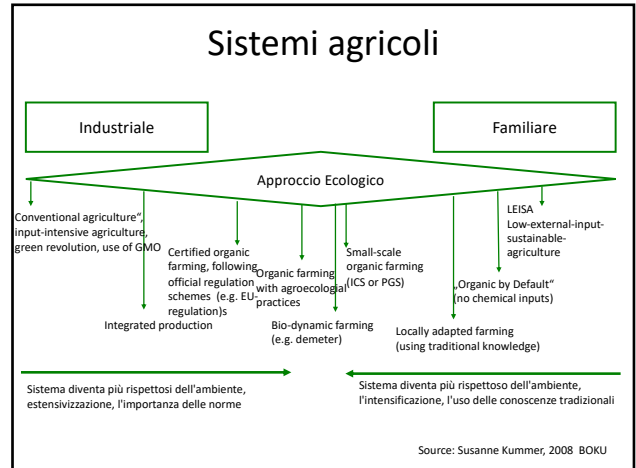 Sistemi agricoli
Industriale
Familiare
Approccio Ecologico
Conventional agriculture“,
input-intensive agriculture,
green revolution, use of GMO
Integrated production
Certified organic
farming, following
official regulation
schemes (e.g. EU-
regulation)s
Organic farming
with agroecological
practices
Bio-dynamic farming
(e.g. demeter)
Small-scale
organic farming
(ICS or PGS)
Locally adapted farming
(using traditional knowledge)
„Organic by Default“
(no chemical inputs)
LEISA
Low-external-input-
sustainable-
agriculture
Sistema diventa più rispettosi dell'ambiente,
estensivizzazione, l'importanza delle norme
Sistema diventa più rispettoso dell'ambiente,
l'intensificazione, l'uso delle conoscenze tradizionali
Source: Susanne Kummer, 2008 BOKU